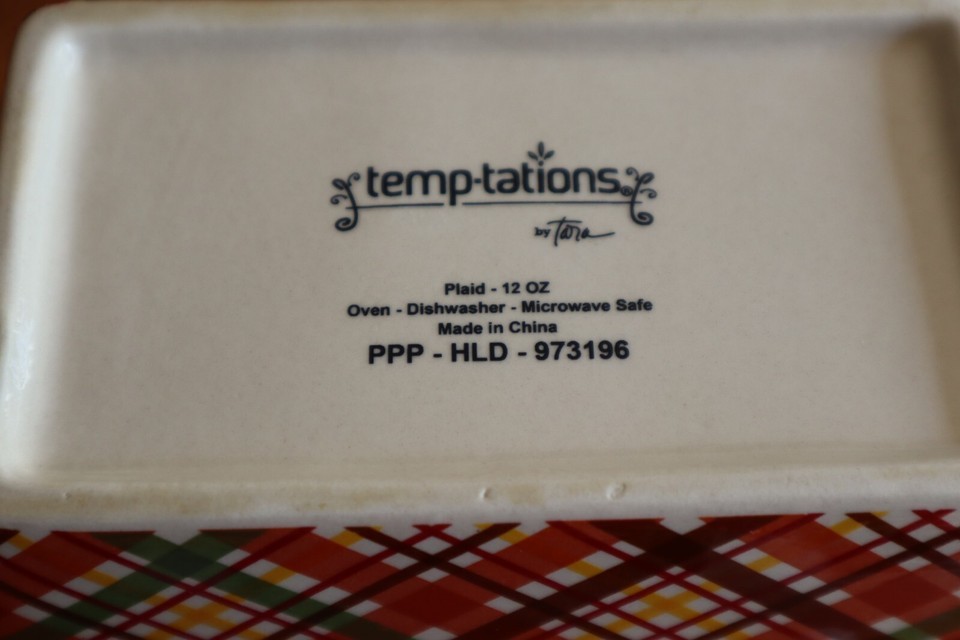 temp-tations
by Tara
Plaid - 12 OZ
Oven - Dishwasher - Microwave Safe
Made in China
PPP - HLD - 973196